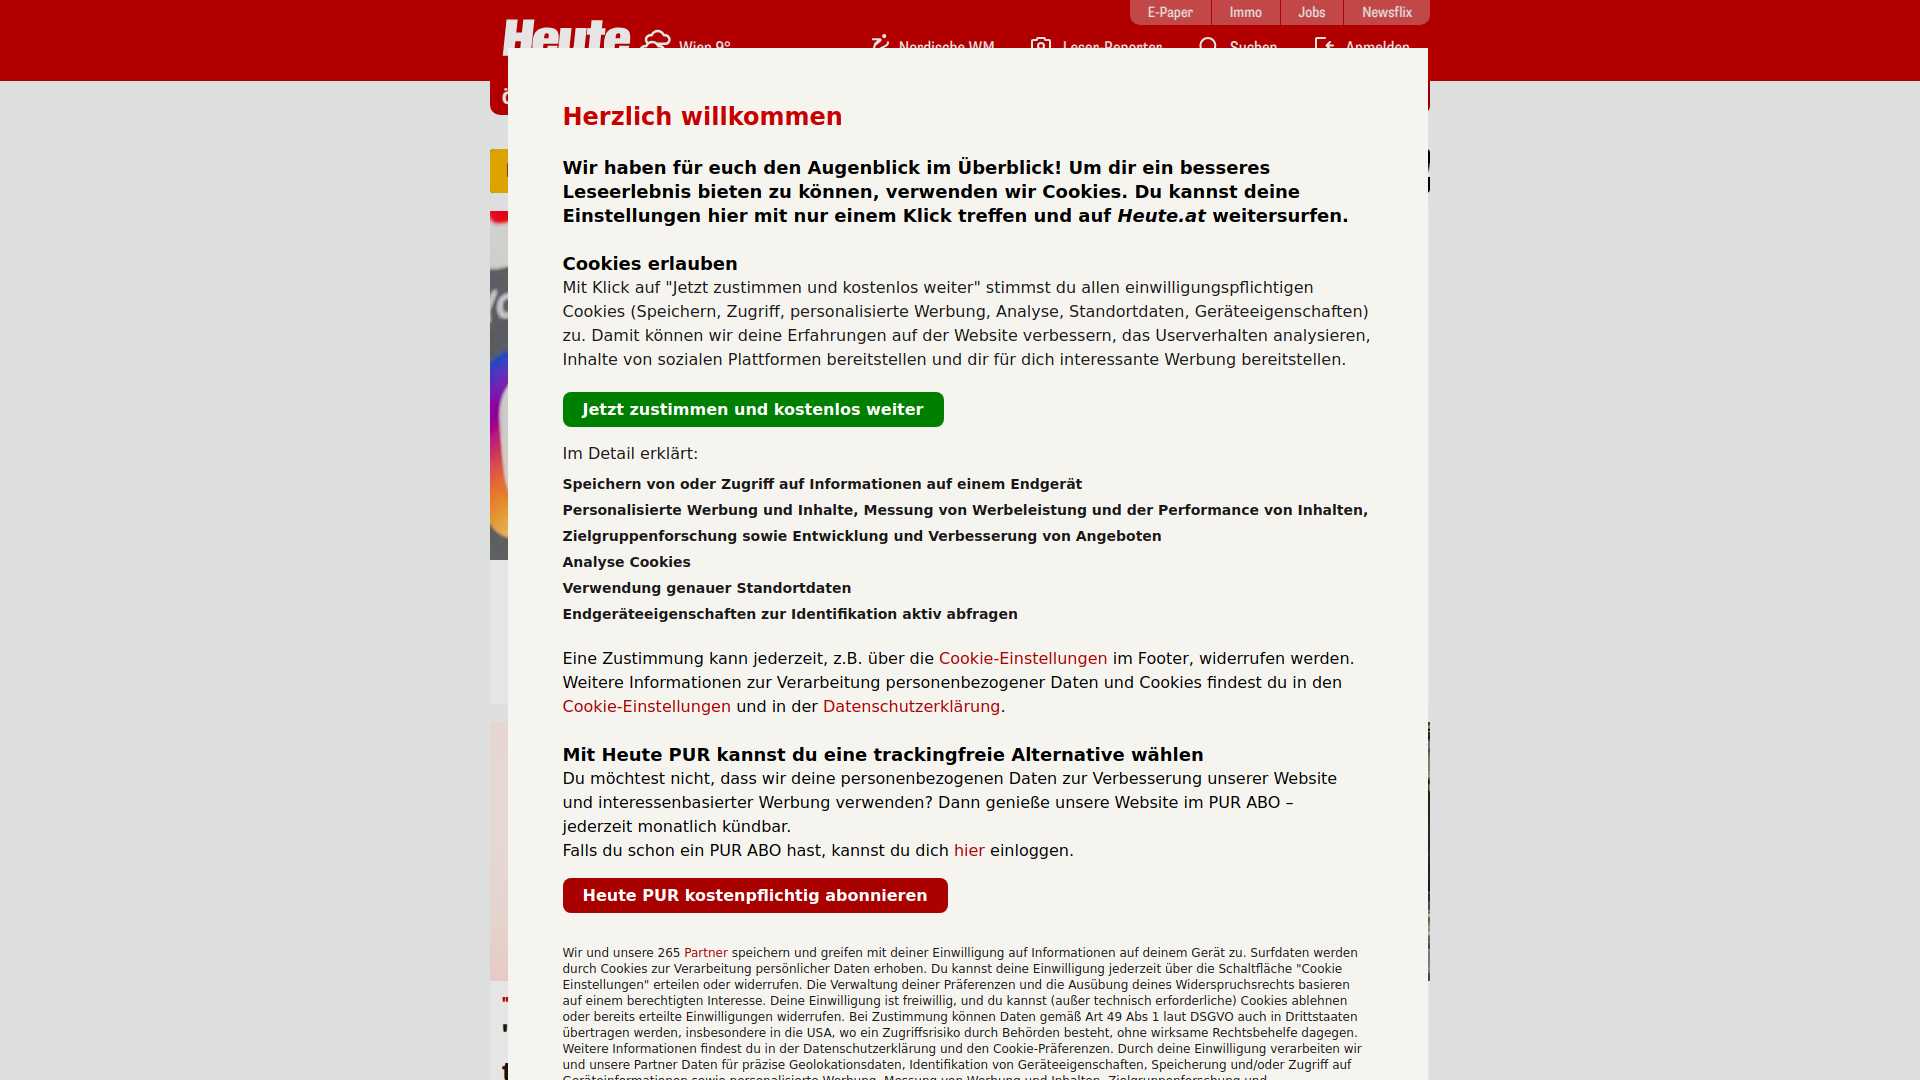 E-Paper Immo Jobs Newsflix
Heute Wien 9° Nordische WM Leser-Reporter Suchen Anmelden
Herzlich willkommen
Wir haben für euch den Augenblick im Überblick! Um dir ein besseres
Leseerlebnis bieten zu können, verwenden wir Cookies. Du kannst deine
Einstellungen hier mit nur einem Klick treffen und auf Heute.at weitersurfen.
Cookies erlauben
Mit Klick auf "Jetzt zustimmen und kostenlos weiter" stimmst du allen einwilligungspflichtigen
Cookies (Speichern, Zugriff, personalisierte Werbung, Analyse, Standortdaten, Geräteeigenschaften)
zu. Damit können wir deine Erfahrungen auf der Website verbessern, das Userverhalten analysieren,
Inhalte von sozialen Plattformen bereitstellen und dir für dich interessante Werbung bereitstellen.
Jetzt zustimmen und kostenlos weiter
Im Detail erklärt:
Speichern von oder Zugriff auf Informationen auf einem Endgerät
Personalisierte Werbung und Inhalte, Messung von Werbeleistung und der Performance von Inhalten,
Zielgruppenforschung sowie Entwicklung und Verbesserung von Angeboten
Analyse Cookies
Verwendung genauer Standortdaten
Endgeräteeigenschaften zur Identifikation aktiv abfragen
Eine Zustimmung kann jederzeit, z.B. über die Cookie-Einstellungen im Footer, widerrufen werden.
Weitere Informationen zur Verarbeitung personenbezogener Daten und Cookies findest du in den
Cookie-Einstellungen und in der Datenschutzerklärung.
Mit Heute PUR kannst du eine trackingfreie Alternative wählen
Du möchtest nicht, dass wir deine personenbezogenen Daten zur Verbesserung unserer Website
und interessenbasierter Werbung verwenden? Dann genieße unsere Website im PUR ABO –
jederzeit monatlich kündbar.
Falls du schon ein PUR ABO hast, kannst du dich hier einloggen.
Heute PUR kostenpflichtig abonnieren
Wir und unsere 265 Partner speichern und greifen mit deiner Einwilligung auf Informationen auf deinem Gerät zu. Surfdaten werden
durch Cookies zur Verarbeitung persönlicher Daten erhoben. Du kannst deine Einwilligung jederzeit über die Schaltfläche "Cookie
Einstellungen" erteilen oder widerrufen. Die Verwaltung deiner Präferenzen und die Ausübung deines Widerspruchsrechts basieren
auf einem berechtigten Interesse. Deine Einwilligung ist freiwillig, und du kannst (außer technisch erforderliche) Cookies ablehnen
oder bereits erteilte Einwilligungen widerrufen. Bei Zustimmung können Daten gemäß Art 49 Abs 1 laut DSGVO auch in Drittstaaten
übertragen werden, insbesondere in die USA, wo ein Zugriffsrisiko durch Behörden besteht, ohne wirksame Rechtsbehelfe dagegen.
Weitere Informationen findest du in der Datenschutzerklärung und den Cookie-Präferenzen. Durch deine Einwilligung verarbeiten wir
und unsere Partner Daten für präzise Geolokationsdaten, Identifikation von Geräteeigenschaften, Speicherung und/oder Zugriff auf
Geräteinformationen sowie personalisierte Werbung, Messung von Werbung und Inhalten, Zielgruppenforschung und